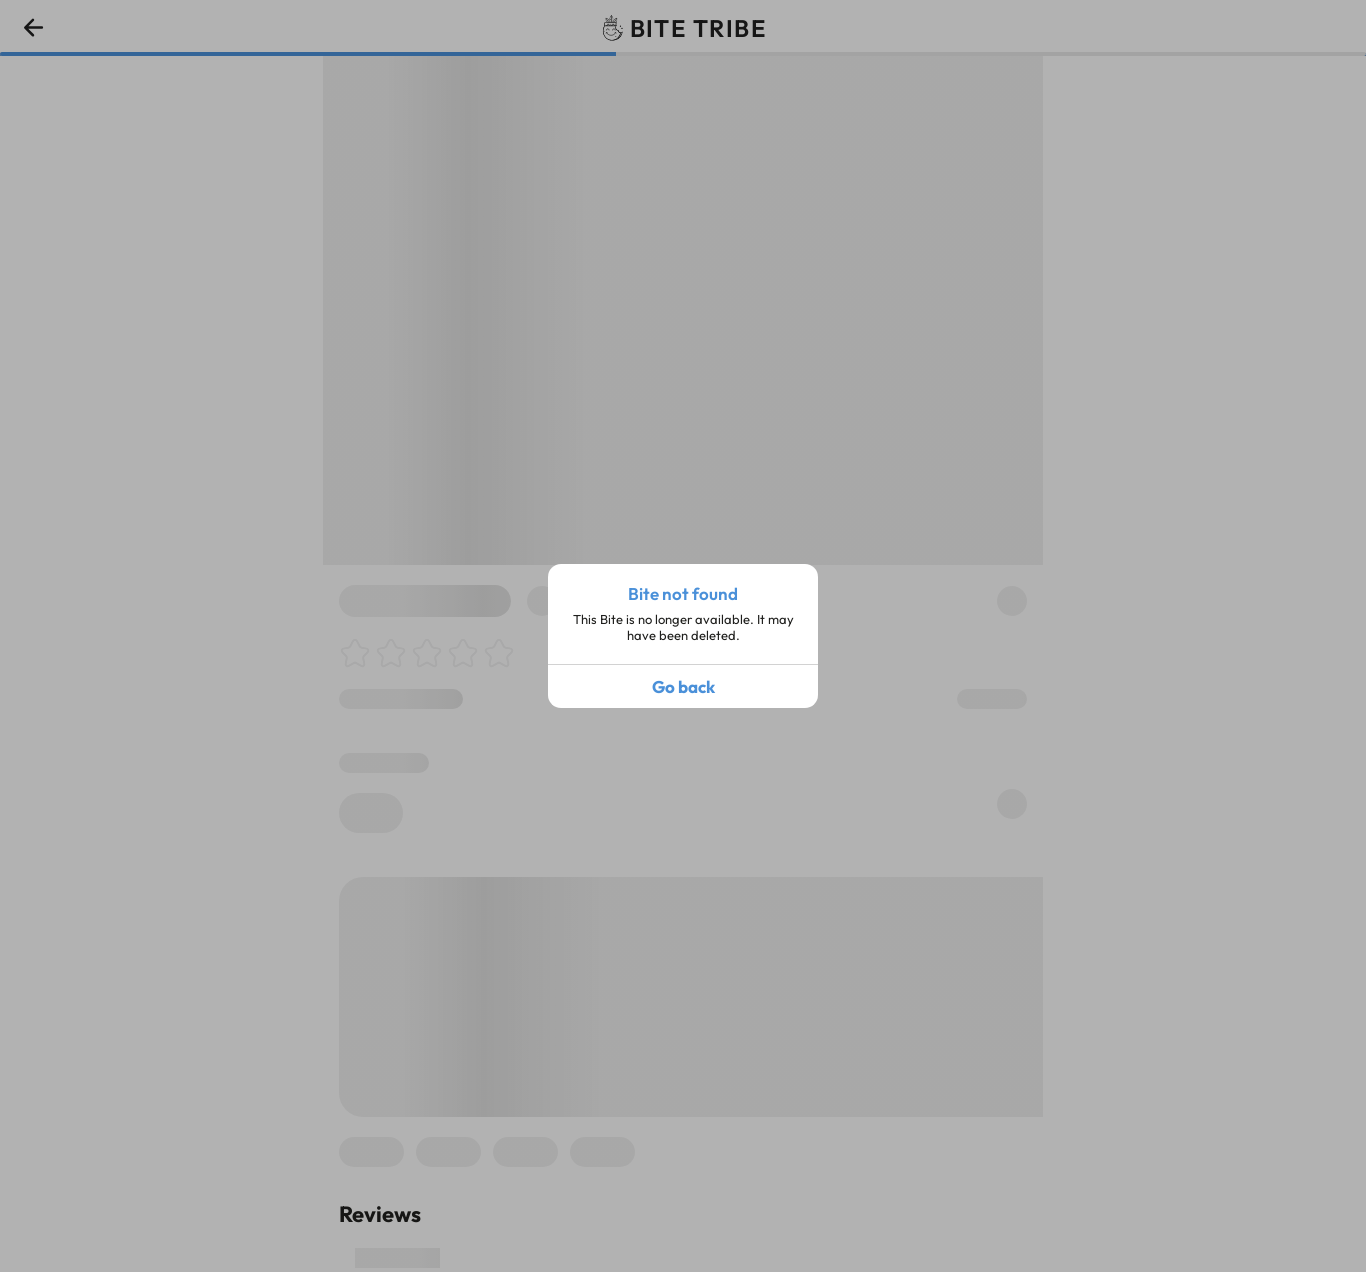 BITE TRIBE
Bite not found
This Bite is no longer available. It may
have been deleted.
Go back
Reviews